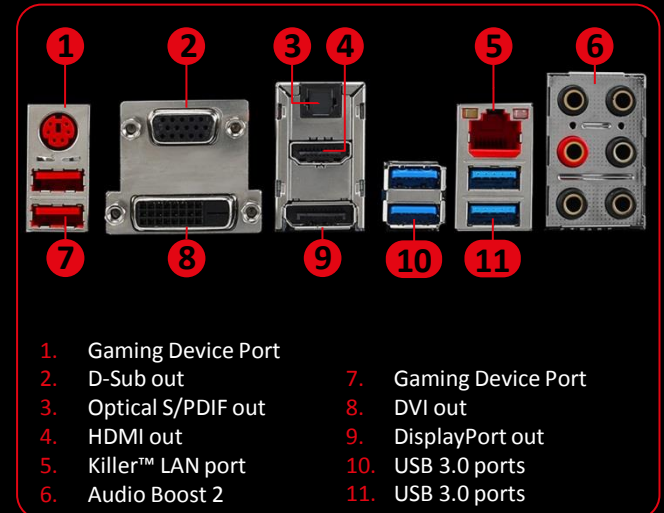 1 2 3 4 5 6
7 8 9 10 11
1. Gaming Device Port
2. D-Sub out
3. Optical S/PDIF out
4. HDMI out
5. Killer™ LAN port
6. Audio Boost 2
7. Gaming Device Port
8. DVI out
9. DisplayPort out
10. USB 3.0 ports
11. USB 3.0 ports